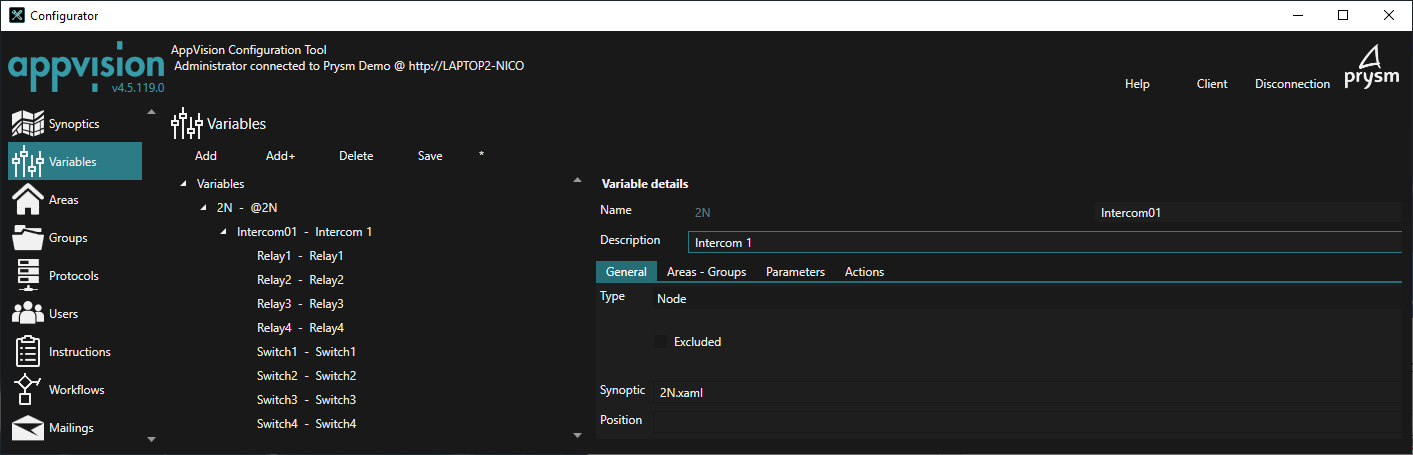 Configurator
AppVision Configuration Tool
Administrator connected to Prysm Demo @ http://LAPTOP2-NICO
appvision
v4.5.119.0
Help Client Disconnection
prysm
Synoptics
Variables
Areas
Groups
Protocols
Users
Instructions
Workflows
Mailings
Variables
Add Add+ Delete Save *
Variables
2N - @2N
Intercom01 - Intercom 1
Relay1 - Relay1
Relay2 - Relay2
Relay3 - Relay3
Relay4 - Relay4
Switch1 - Switch1
Switch2 - Switch2
Switch3 - Switch3
Switch4 - Switch4
Variable details
Name 2N Intercom01
Description Intercom 1
General Areas - Groups Parameters Actions
Type Node
Excluded
Synoptic 2N.xaml
Position